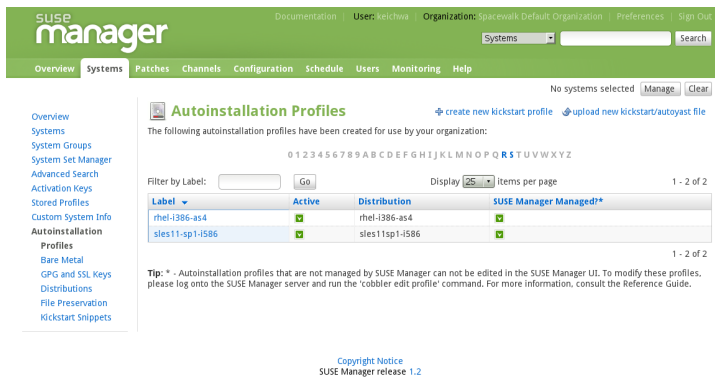 SUSE
manager
Documentation | User: keichwa | Organization: Spacewalk Default Organization | Preferences | Sign Out
Systems Search
Overview Systems Patches Channels Configuration Schedule Users Monitoring Help
No systems selected Manage Clear
Overview
Systems
System Groups
System Set Manager
Advanced Search
Activation Keys
Stored Profiles
Custom System Info
Autoinstallation
Profiles
Bare Metal
GPG and SSL Keys
Distributions
File Preservation
Kickstart Snippets
Autoinstallation Profiles
create new kickstart profile upload new kickstart/autoyast file
The following autoinstallation profiles have been created for use by your organization:
0 1 2 3 4 5 6 7 8 9 A B C D E F G H I J K L M N O P Q R S T U V W X Y Z
Filter by Label: Go Display 25 items per page 1 - 2 of 2
Label Active Distribution SUSE Manager Managed?*
rhel-i386-as4 rhel-i386-as4
sles11-sp1-i586 sles11sp1-i586
1 - 2 of 2
Tip: * - Autoinstallation profiles that are not managed by SUSE Manager can not be edited in the SUSE Manager UI. To modify these profiles,
please log onto the SUSE Manager server and run the 'cobbler edit profile' command. For more information, consult the Reference Guide.
Copyright Notice
SUSE Manager release 1.2